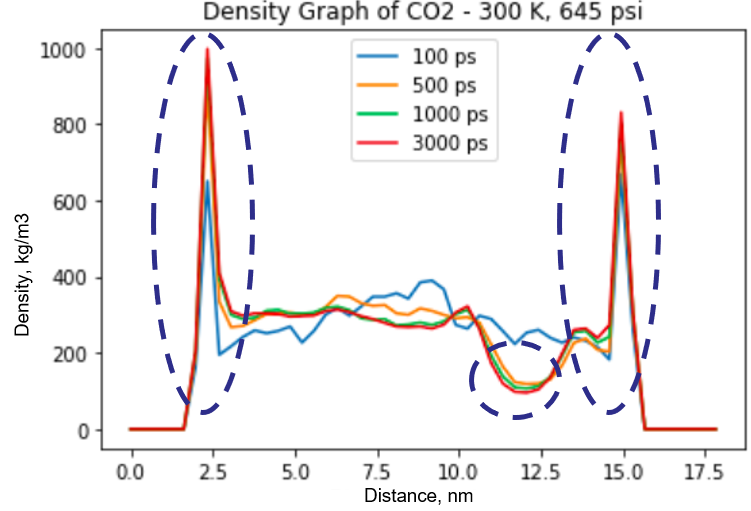 Density Graph of CO2 - 300 K, 645 psi
100 ps
500 ps
1000 ps
3000 ps
Density, kg/m3
1000
800
600
400
200
0
0.0 2.5 5.0 7.5 10.0 12.5 15.0 17.5
Distance, nm